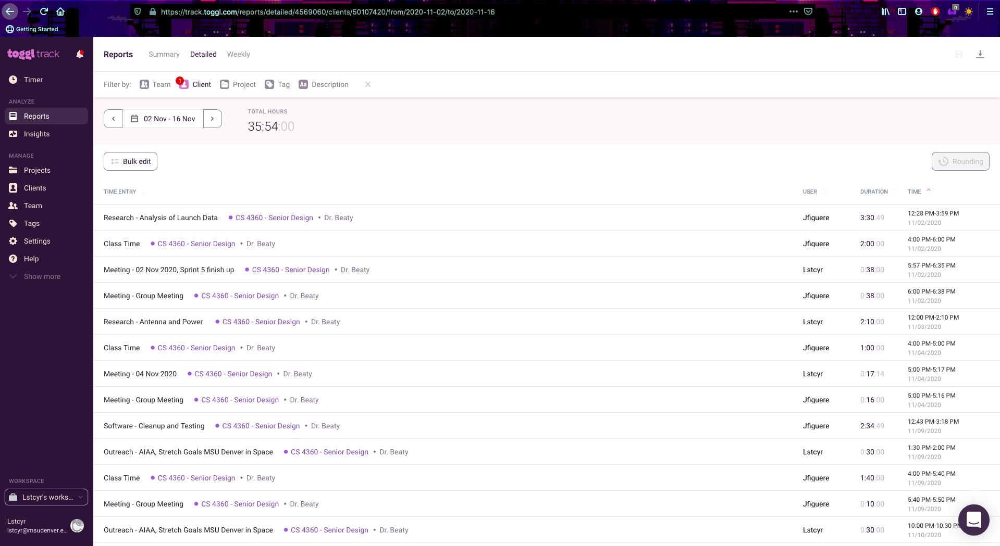 https://track.toggl.com/reports/detailed/4569060/clients/50107420/from/2020-11-02/to/2020-11-16
0
Getting Started
toggl track
Timer
ANALYZE
Reports
Insights
MANAGE
Projects
Clients
Team
Tags
Settings
Help
Show more
WORKSPACE
Lstcyr's works...
Lstcyr
lstcyr@msudenver.e...
Reports Summary Detailed Weekly
Filter by: Team 1 Client Project Tag Aa Description
02 Nov - 16 Nov
TOTAL HOURS
35:54:00
Bulk edit
Rounding
TIME ENTRY USER DURATION TIME
Research - Analysis of Launch Data • CS 4360 - Senior Design • Dr. Beaty Jfiguere 3:30:49 12:28 PM-3:59 PM
11/02/2020
Class Time • CS 4360 - Senior Design • Dr. Beaty Jfiguere 2:00:00 4:00 PM-6:00 PM
11/02/2020
Meeting - 02 Nov 2020, Sprint 5 finish up • CS 4360 - Senior Design • Dr. Beaty Lstcyr 0:38:00 5:57 PM-6:35 PM
11/02/2020
Meeting - Group Meeting • CS 4360 - Senior Design • Dr. Beaty Jfiguere 0:38:00 6:00 PM-6:38 PM
11/02/2020
Research - Antenna and Power • CS 4360 - Senior Design • Dr. Beaty Lstcyr 2:10:00 12:00 PM-2:10 PM
11/03/2020
Class Time • CS 4360 - Senior Design • Dr. Beaty Jfiguere 1:00:00 4:00 PM-5:00 PM
11/04/2020
Meeting - 04 Nov 2020 • CS 4360 - Senior Design • Dr. Beaty Lstcyr 0:17:14 5:00 PM-5:17 PM
11/04/2020
Meeting - Group Meeting • CS 4360 - Senior Design • Dr. Beaty Jfiguere 0:16:00 5:00 PM-5:16 PM
11/04/2020
Software - Cleanup and Testing • CS 4360 - Senior Design • Dr. Beaty Jfiguere 2:34:49 12:43 PM-3:18 PM
11/09/2020
Outreach - AIAA, Stretch Goals MSU Denver in Space • CS 4360 - Senior Design • Dr. Beaty Lstcyr 0:30:00 1:30 PM-2:00 PM
11/09/2020
Class Time • CS 4360 - Senior Design • Dr. Beaty Jfiguere 1:40:00 4:00 PM-5:40 PM
11/09/2020
Meeting - Group Meeting • CS 4360 - Senior Design • Dr. Beaty Jfiguere 0:10:00 5:40 PM-5:50 PM
11/09/2020
Outreach - AIAA, Stretch Goals MSU Denver in Space • CS 4360 - Senior Design • Dr. Beaty Lstcyr 0:30:00 10:00 PM-10:30 PM
11/10/2020